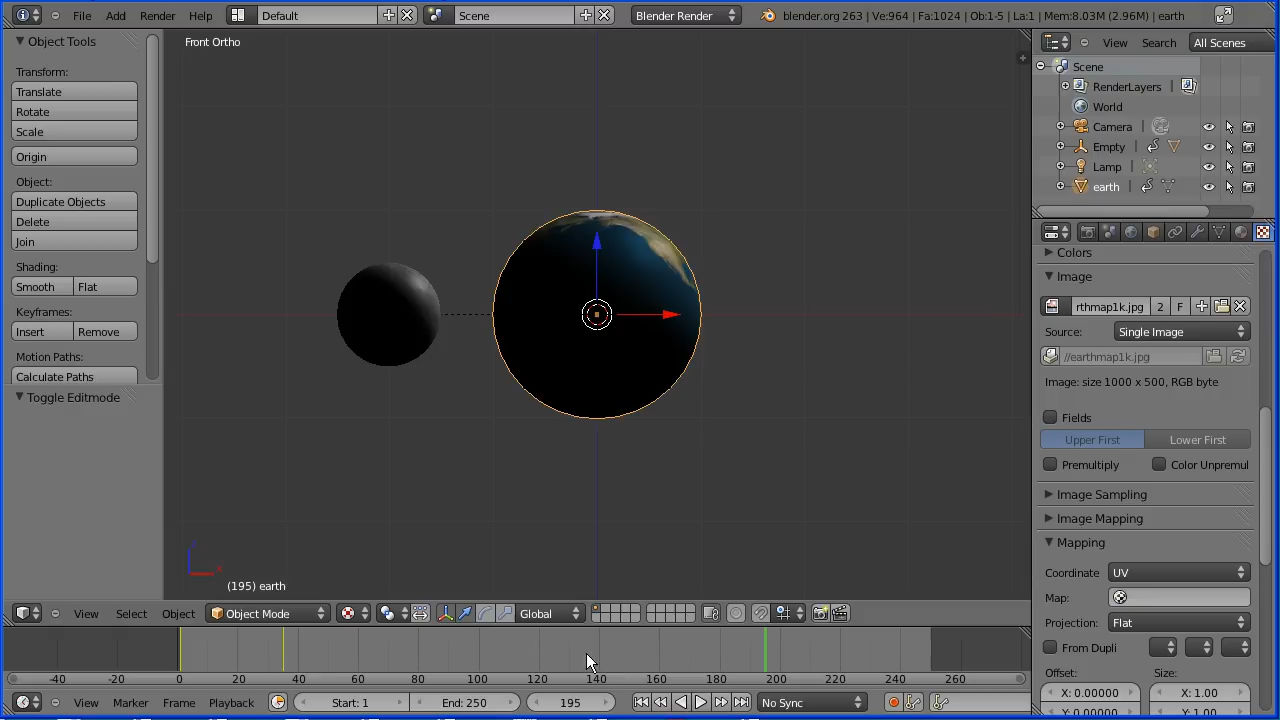 File Add Render Help Default Scene Blender Render blender.org 263 | Ve:964 | Fa:1024 | Ob:1-5 | La:1 | Mem:8.03M (2.96M) | earth
Object Tools
Transform:
Translate
Rotate
Scale
Origin
Object:
Duplicate Objects
Delete
Join
Shading:
Smooth Flat
Keyframes:
Insert Remove
Motion Paths:
Calculate Paths
Toggle Editmode
Front Ortho
(195) earth
View Select Object Object Mode Global
-40 -20 0 20 40 60 80 100 120 140 160 180 200 220 240 260
View Marker Frame Playback Start: 1 End: 250 195 No Sync
View Search All Scenes
Scene
RenderLayers |
World
Camera |
Empty |
Lamp |
earth |
Colors
Image
rthmap1k.jpg 2 F
Source: Single Image
//earthmap1k.jpg
Image: size 1000 x 500, RGB byte
Fields
Upper First Lower First
Premultiply Color Unpremul
Image Sampling
Image Mapping
Mapping
Coordinate UV
Map:
Projection: Flat
From Dupli
Offset: Size:
X: 0.00000 X: 1.00
Y: 0.00000 Y: 1.00